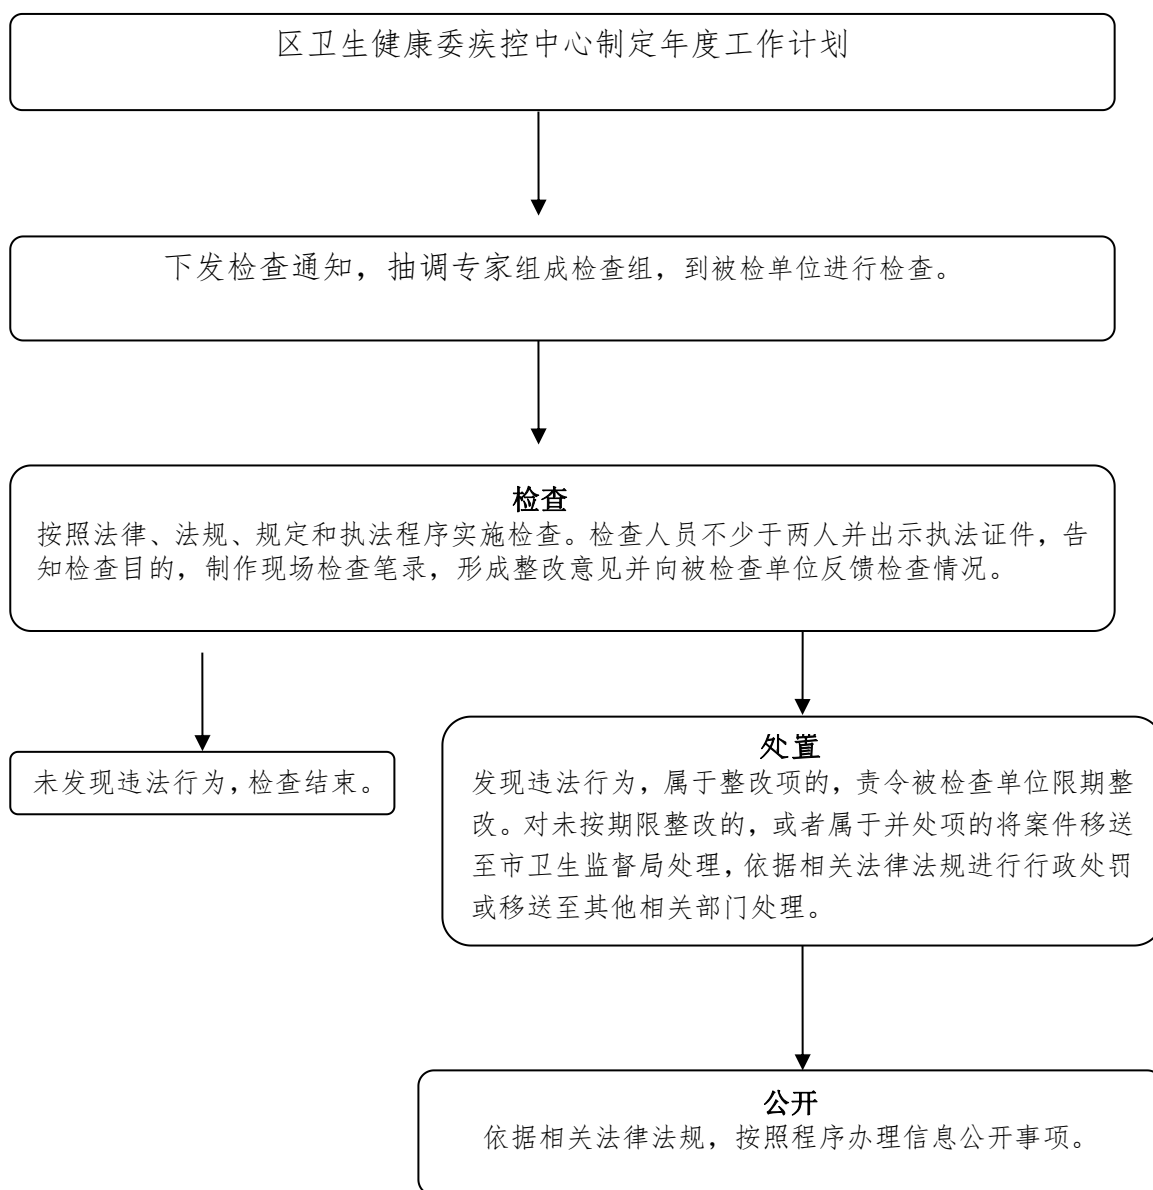 区卫生健康委疾控中心制定年度工作计划
下发检查通知，抽调专家组成检查组，到被检单位进行检查。
检查
按照法律、法规、规定和执法程序实施检查。检查人员不少于两人并出示执法证件，告
知检查目的，制作现场检查笔录，形成整改意见并向被检查单位反馈检查情况。
未发现违法行为，检查结束。
处置
发现违法行为，属于整改项的，责令被检查单位限期整
改。对未按期限整改的，或者属于并处项的将案件移送
至市卫生监督局处理，依据相关法律法规进行行政处罚
或移送至其他相关部门处理。
公开
依据相关法律法规，按照程序办理信息公开事项。